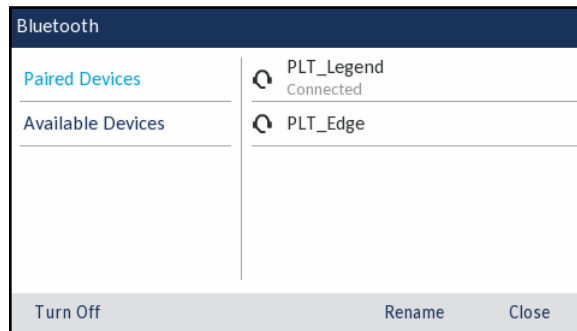 Bluetooth
Paired Devices
Available Devices
PLT_Legend
Connected
PLT_Edge
Turn Off
Rename
Close